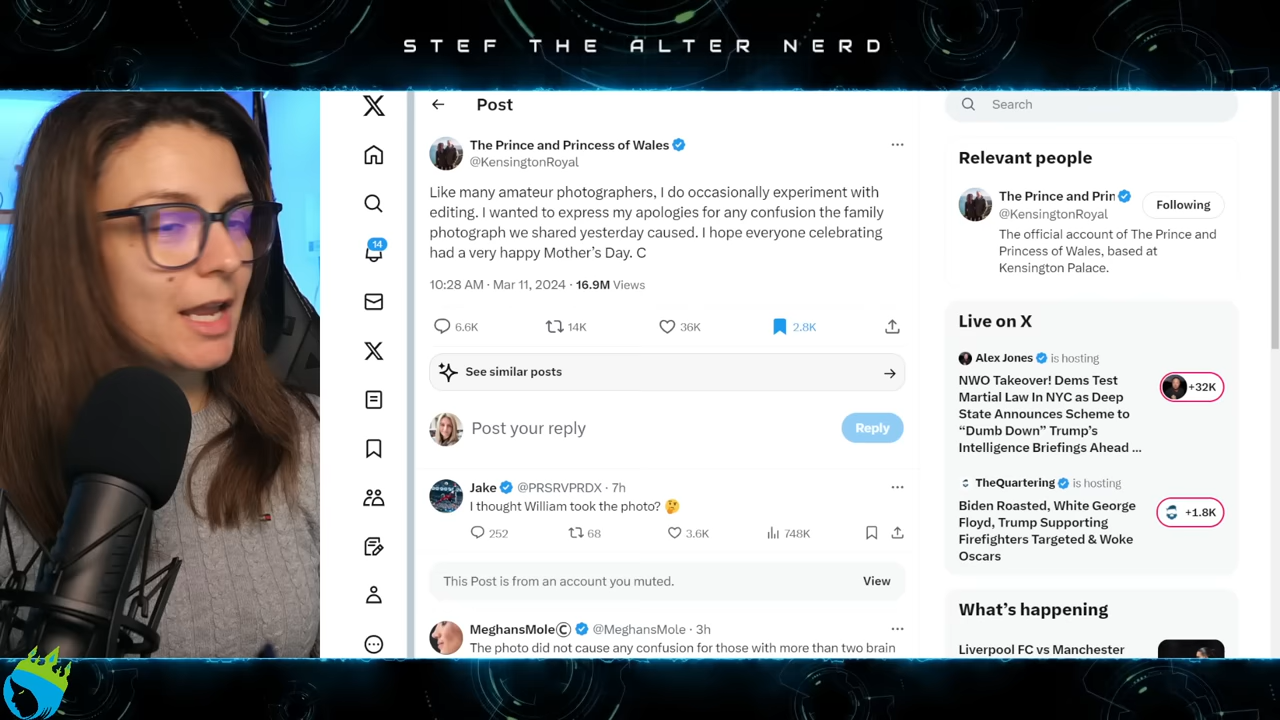 STEF THE ALTER NERD
Post
The Prince and Princess of Wales
@KensingtonRoyal
Like many amateur photographers, I do occasionally experiment with
editing. I wanted to express my apologies for any confusion the family
photograph we shared yesterday caused. I hope everyone celebrating
had a very happy Mother's Day. C
10:28 AM · Mar 11, 2024 · 16.9M Views
6.6K
14K
36K
2.8K
See similar posts
Post your reply
Reply
Jake @PRSRVPRDX · 7h
I thought William took the photo? 🤔
252
68
3.6K
748K
This Post is from an account you muted.
View
MeghansMoleⒸ @MeghansMole · 3h
The photo did not cause any confusion for those with more than two brain
14
Search
Relevant people
The Prince and Prin
@KensingtonRoyal
Following
The official account of The Prince and
Princess of Wales, based at
Kensington Palace.
Live on X
Alex Jones is hosting
NWO Takeover! Dems Test
Martial Law In NYC as Deep
State Announces Scheme to
“Dumb Down” Trump's
Intelligence Briefings Ahead ...
+32K
TheQuartering is hosting
Biden Roasted, White George
Floyd, Trump Supporting
Firefighters Targeted & Woke
Oscars
+1.8K
What's happening
Liverpool FC vs Manchester